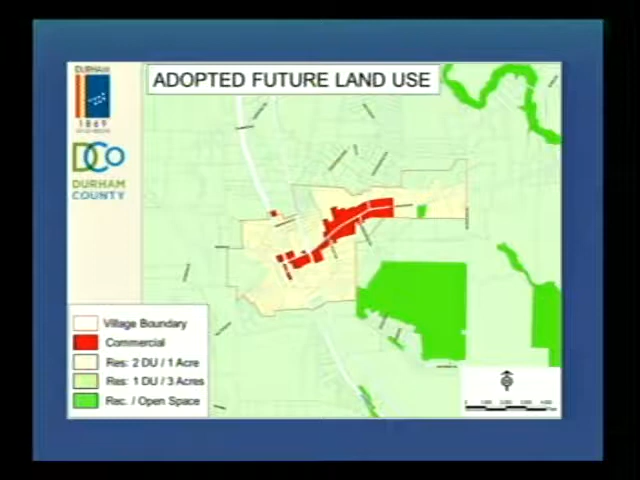 DURHAM
1869
DCo
DURHAM
COUNTY
ADOPTED FUTURE LAND USE
Village Boundary
Commercial
Res: 2 DU / 1 Acre
Res: 1 DU / 3 Acres
Rec. / Open Space